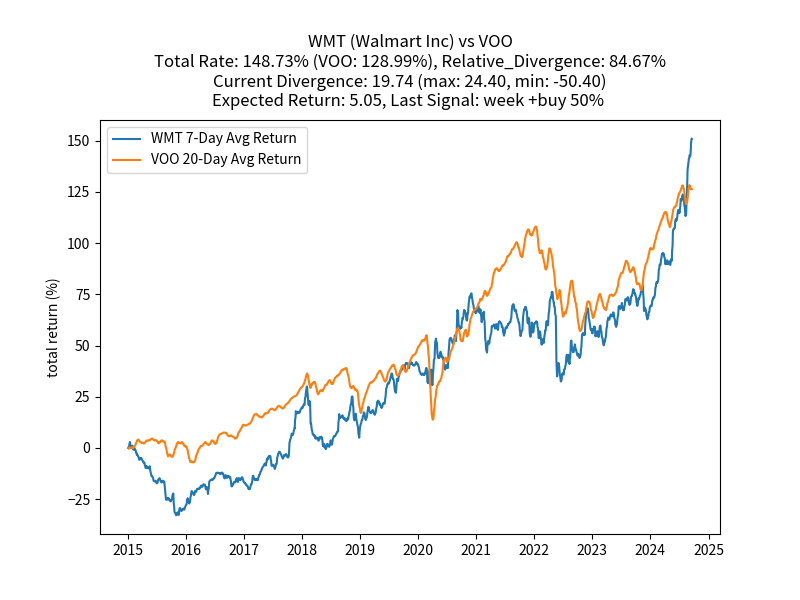 WMT (Walmart Inc) vs VOO
Total Rate: 148.73% (VOO: 128.99%), Relative_Divergence: 84.67%
Current Divergence: 19.74 (max: 24.40, min: -50.40)
Expected Return: 5.05, Last Signal: week +buy 50%
WMT 7-Day Avg Return
VOO 20-Day Avg Return
total return (%)
150
125
100
75
50
25
0
−25
2015 2016 2017 2018 2019 2020 2021 2022 2023 2024 2025